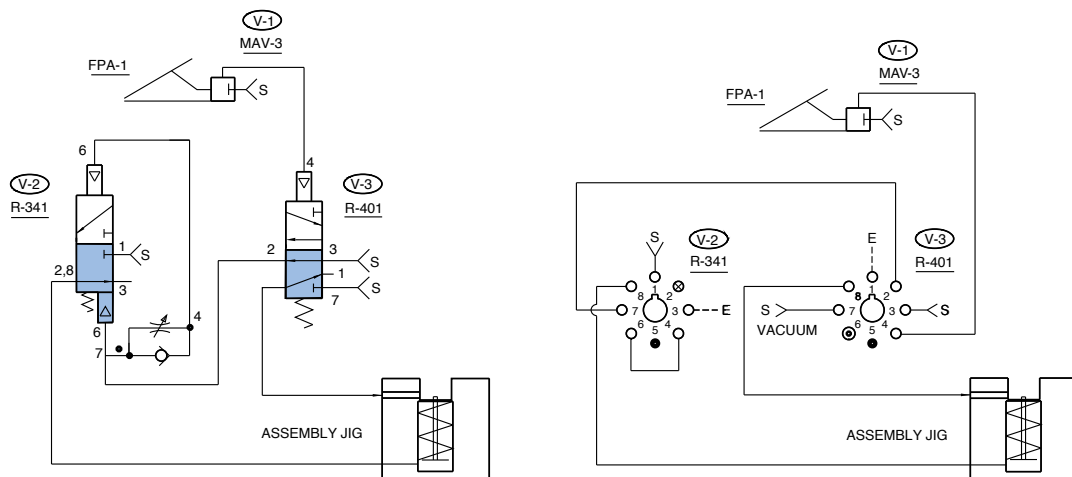 V-1
MAV-3
FPA-1
S
6
4
V-2
R-341
V-3
R-401
1
S
2
3
S
2,8
3
1
7
S
6
4
7
ASSEMBLY JIG
V-1
MAV-3
FPA-1
S
S
V-2
R-341
E
V-3
R-401
1
2
3
4
5
6
7
8
E
1
2
3
4
5
6
7
8
S
S
VACUUM
ASSEMBLY JIG